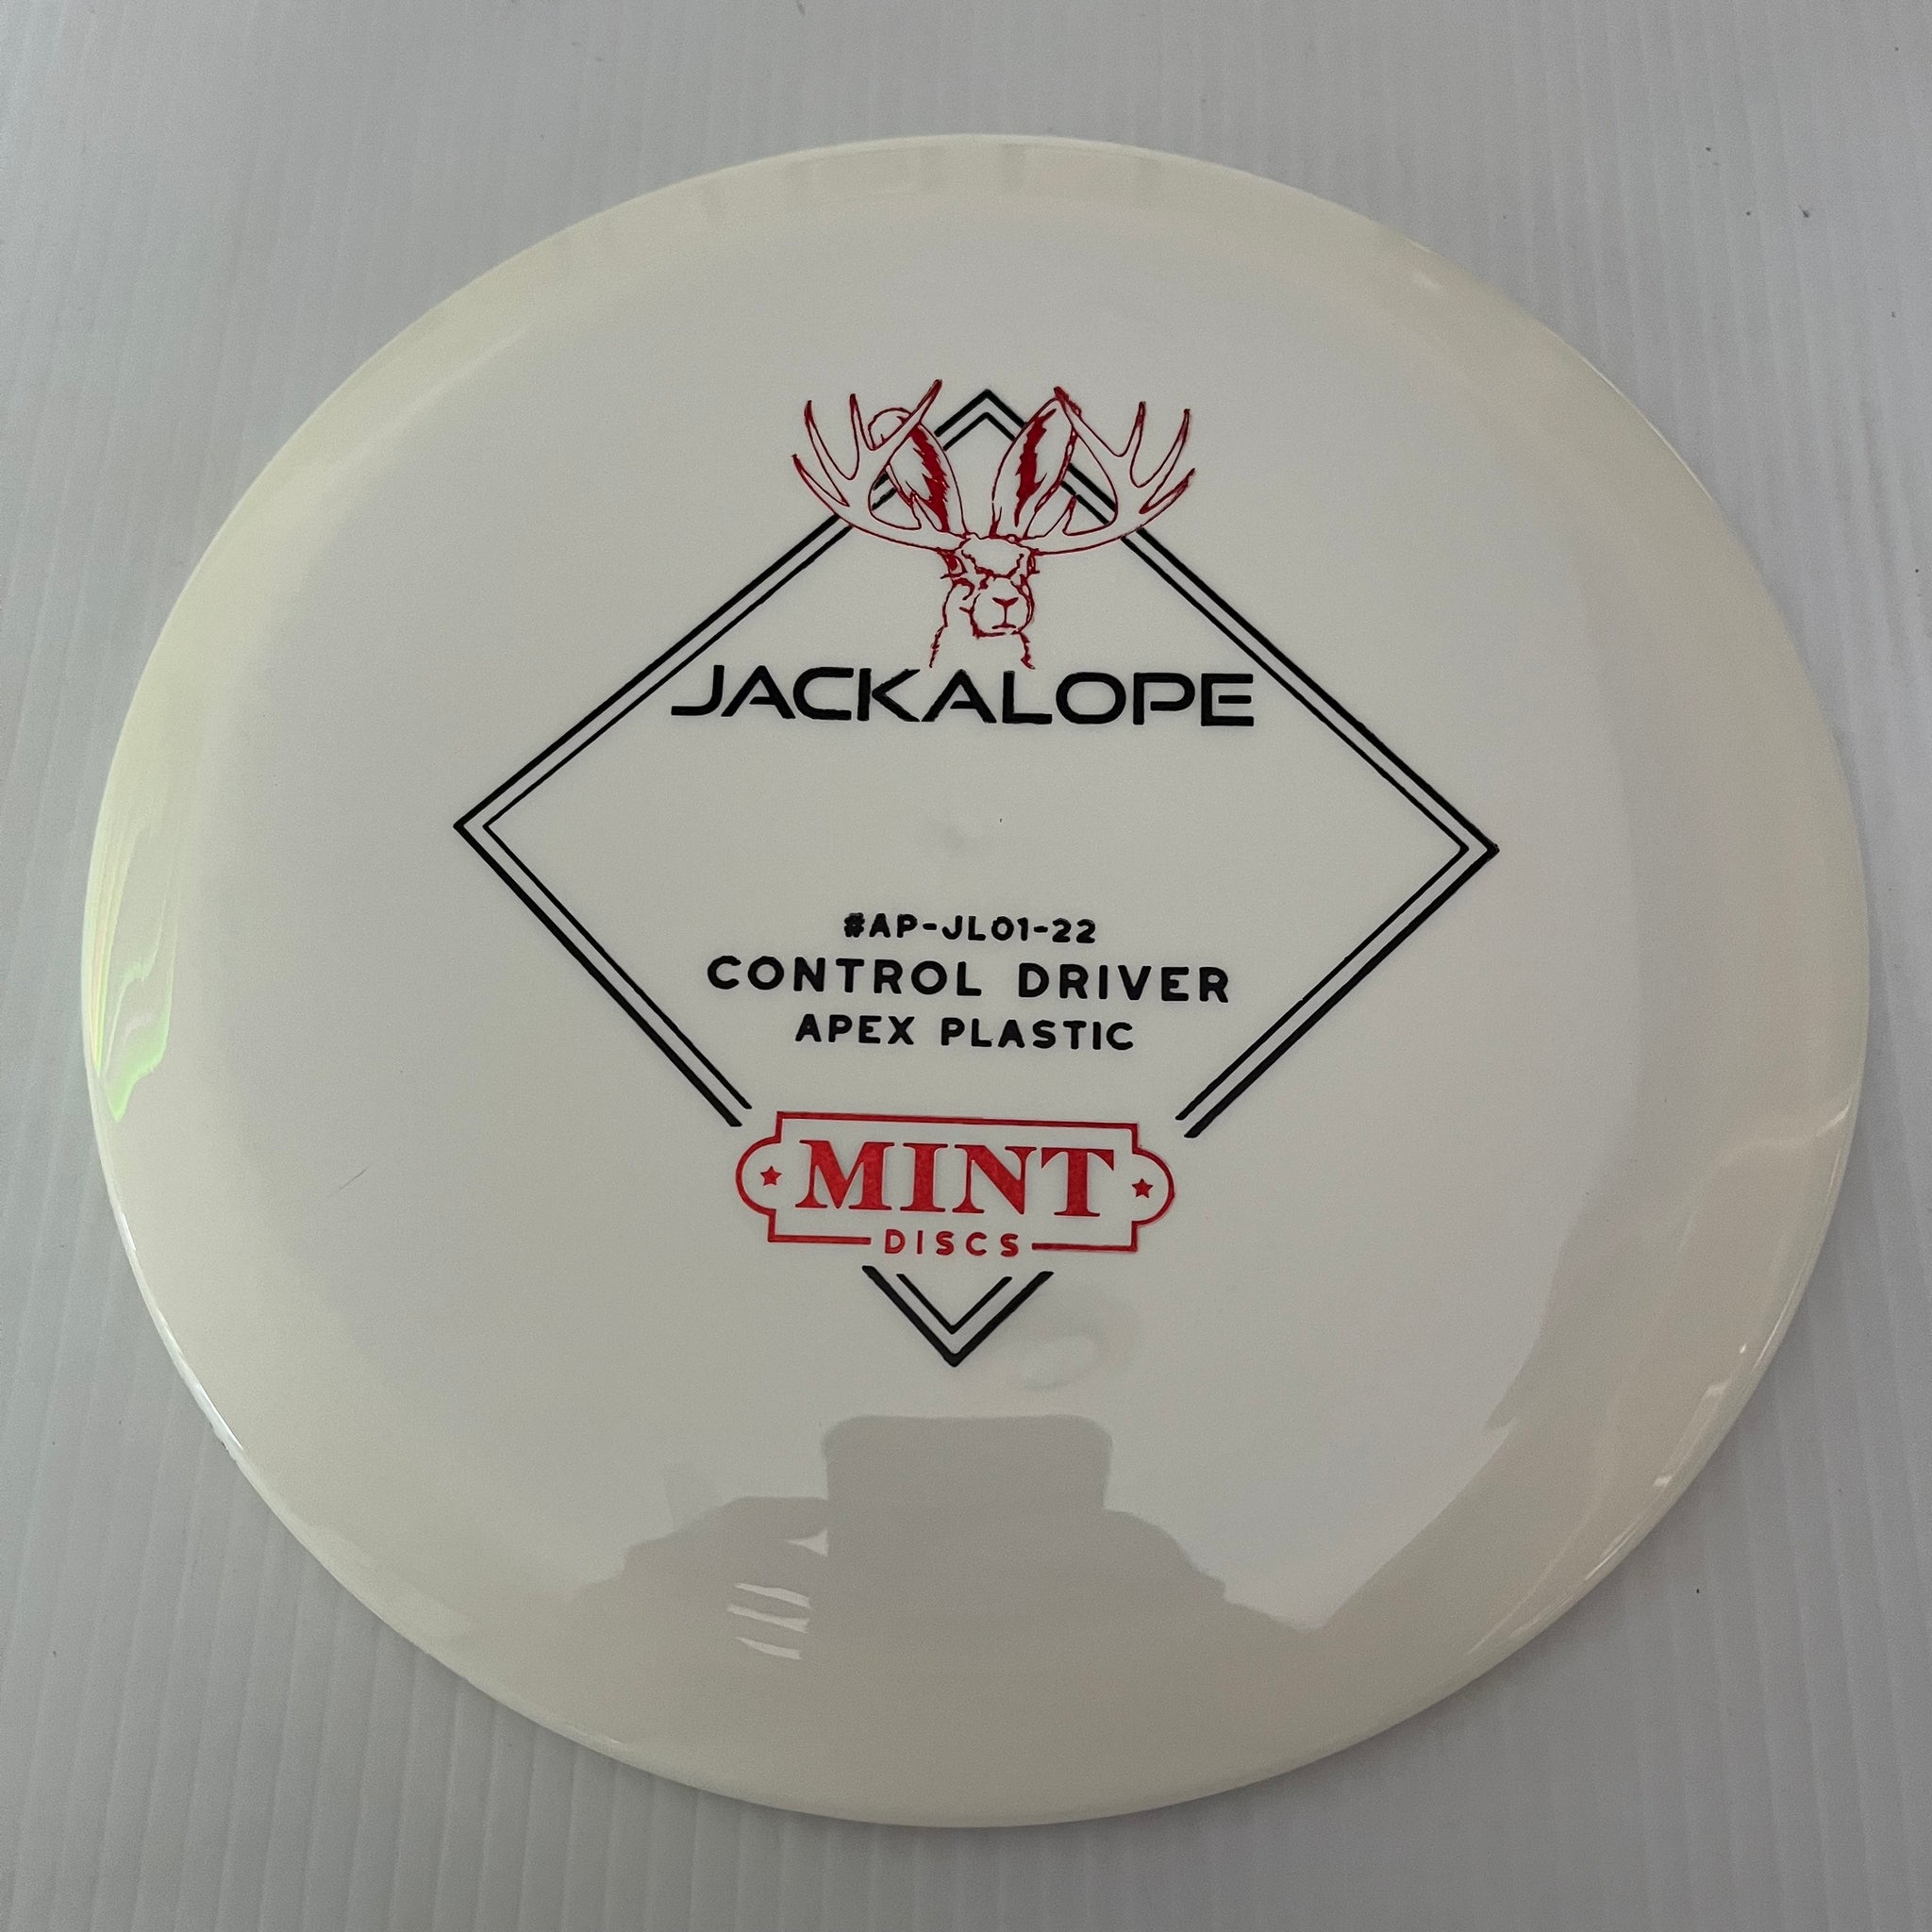 JACKALOPE
#AP-JL01-22
CONTROL DRIVER
APEX PLASTIC
MINT
DISCS